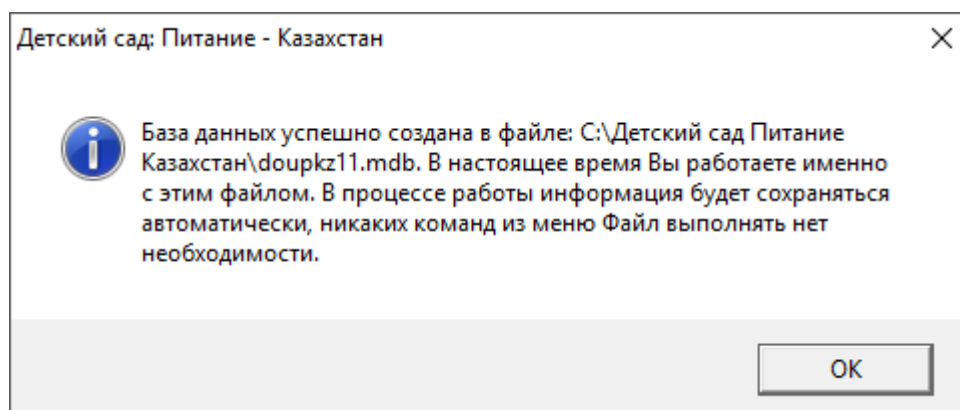 Детский сад: Питание - Казахстан
База данных успешно создана в файле: C:\Детский сад Питание
Казахстан\doupkz11.mdb. В настоящее время Вы работаете именно
с этим файлом. В процессе работы информация будет сохраняться
автоматически, никаких команд из меню Файл выполнять нет
необходимости.
OK